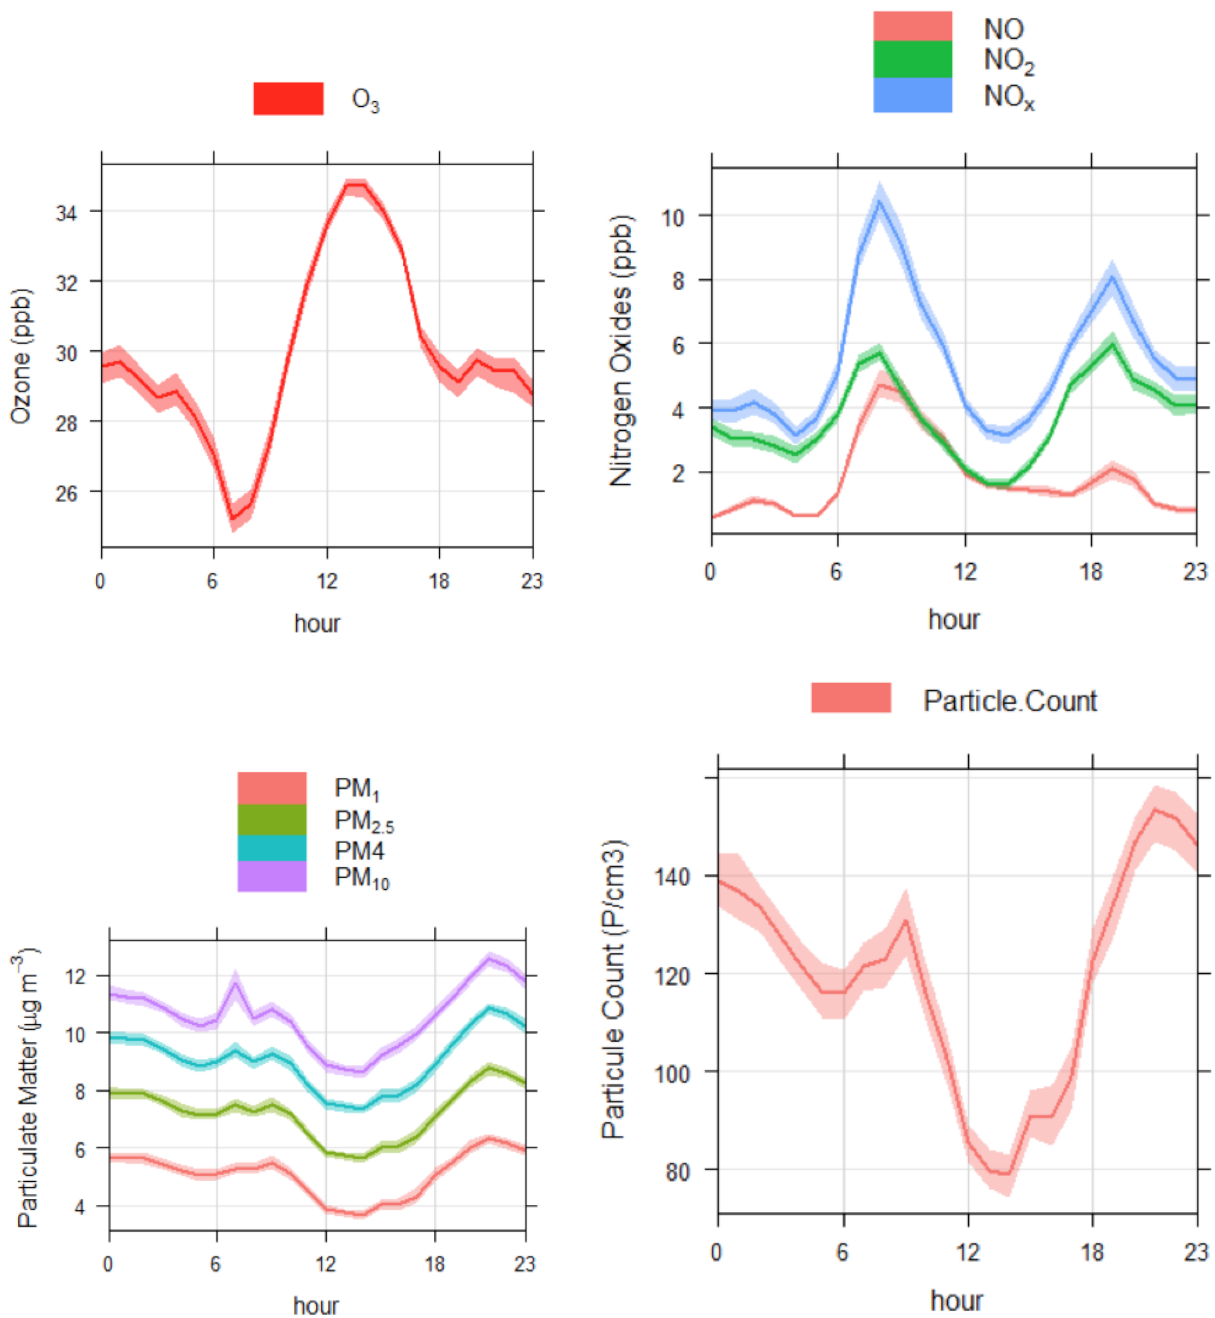 O₃
34
32
30
28
26
Ozone (ppb)
0 6 12 18 23
hour
NO
NO₂
NOₓ
10
8
6
4
2
Nitrogen Oxides (ppb)
0 6 12 18 23
hour
PM₁
PM₂.₅
PM4
PM₁₀
12
10
8
6
4
Particulate Matter (µg m⁻³)
0 6 12 18 23
hour
Particle.Count
140
120
100
80
Particule Count (P/cm3)
0 6 12 18 23
hour